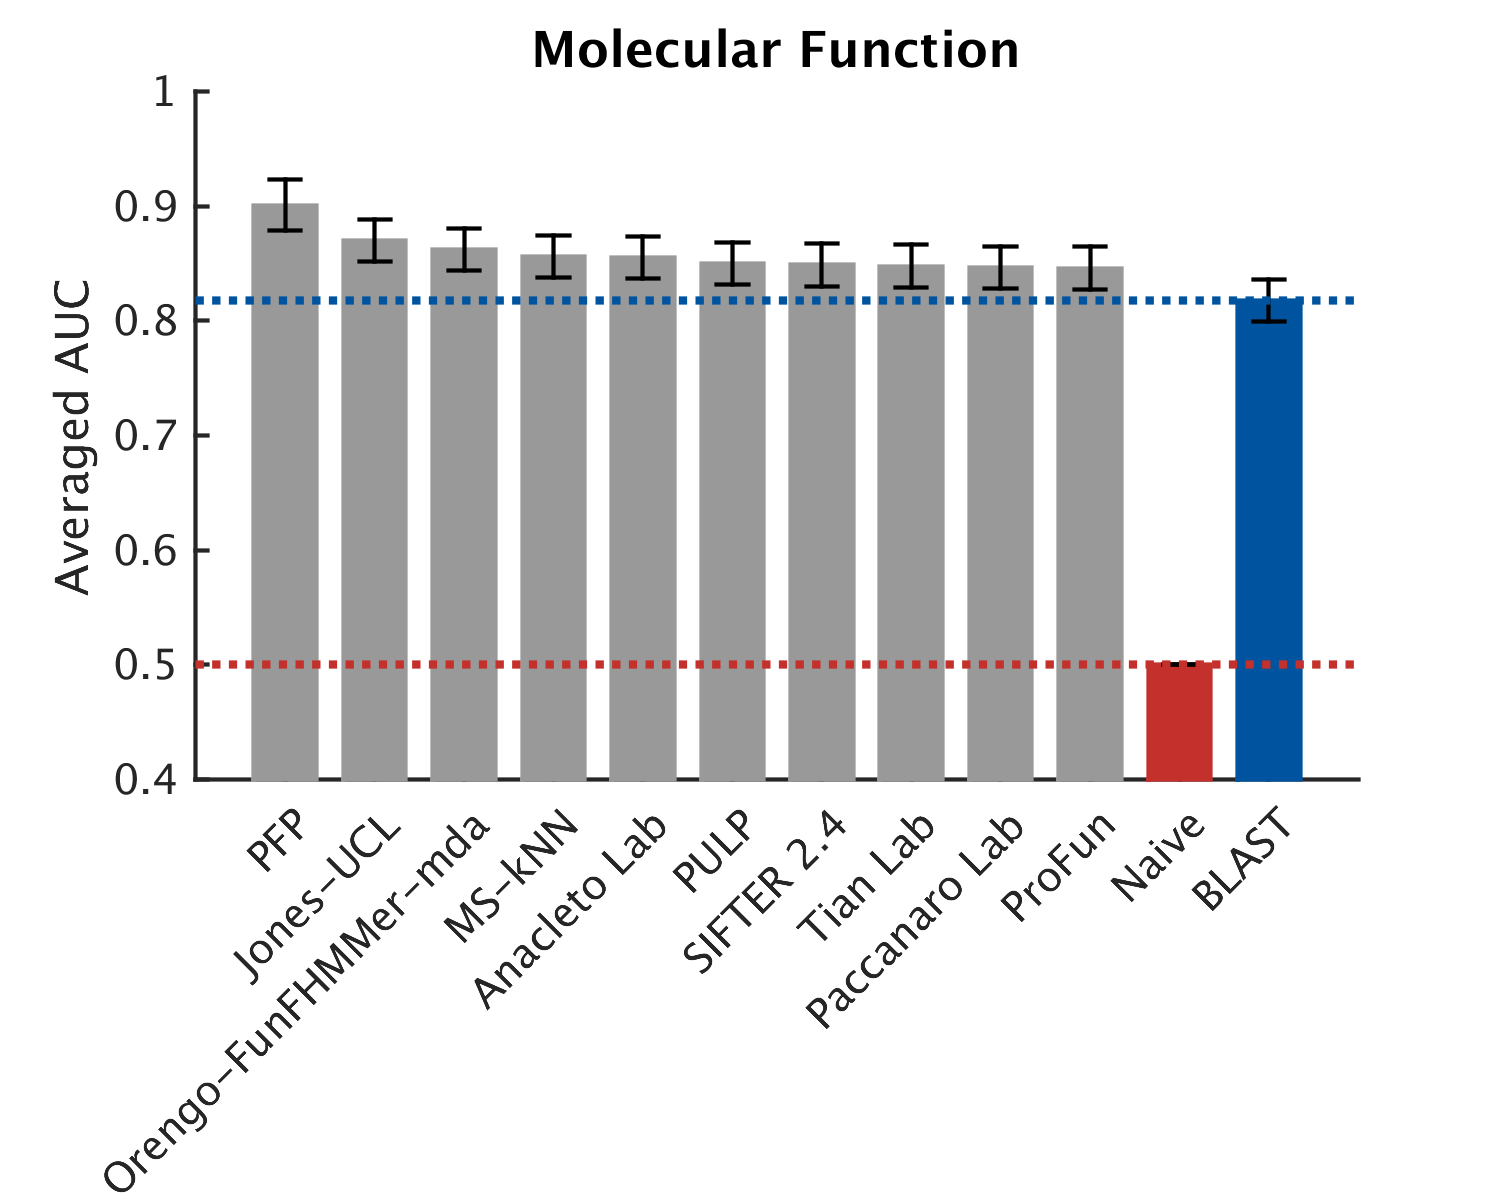 Molecular Function
Averaged AUC
1
0.9
0.8
0.7
0.6
0.5
0.4
PFP
Jones−UCL
Orengo−FunFHMMer−mda
MS−kNN
Anacleto Lab
PULP
SIFTER 2.4
Tian Lab
Paccanaro Lab
ProFun
Naive
BLAST